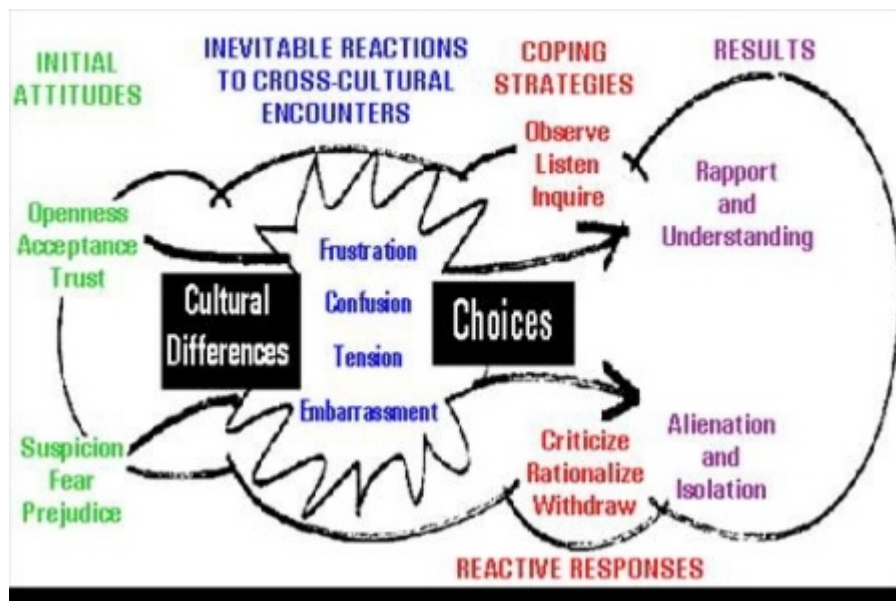 INITIAL
ATTITUDES
INEVITABLE REACTIONS
TO CROSS-CULTURAL
ENCOUNTERS
COPING
STRATEGIES
RESULTS
Openness
Acceptance
Trust
Suspicion
Fear
Prejudice
Cultural
Differences
Frustration
Confusion
Tension
Embarrassment
Choices
Observe
Listen
Inquire
Criticize
Rationalize
Withdraw
REACTIVE RESPONSES
Rapport
and
Understanding
Alienation
and
Isolation